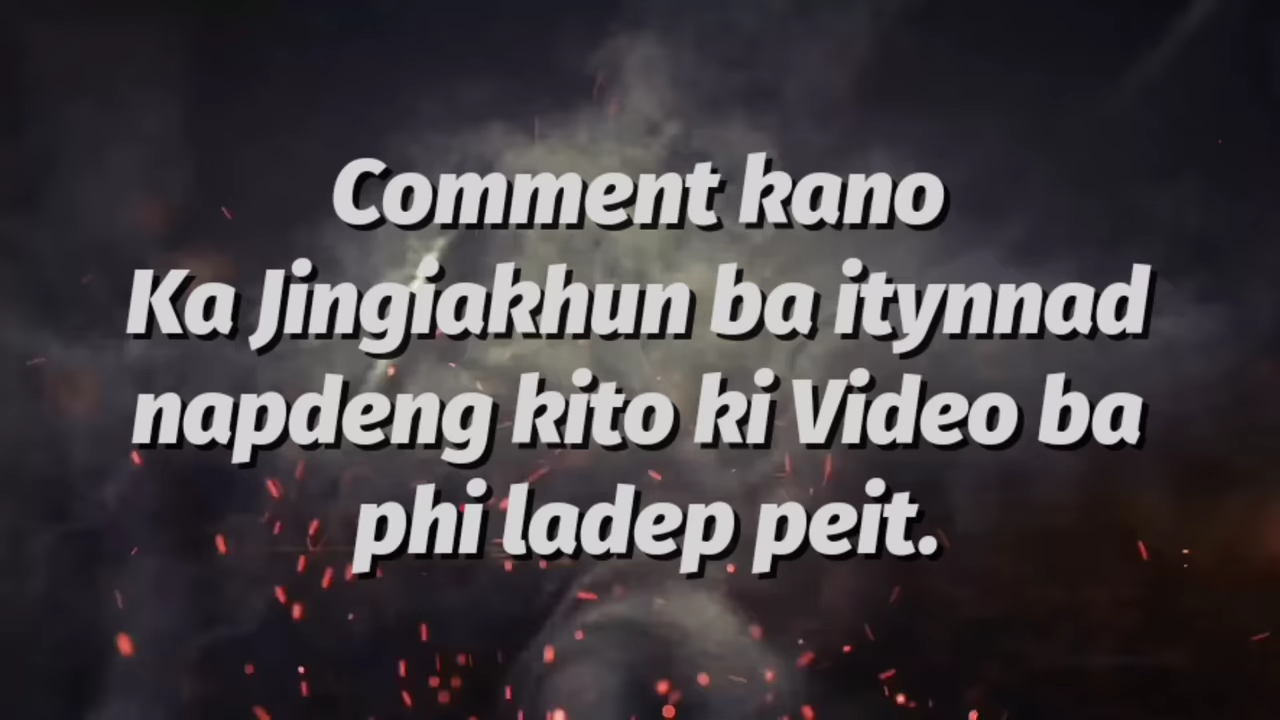 Comment kano
Ka Jingiakhun ba itynnad
napdeng kito ki Video ba
phi ladep peit.